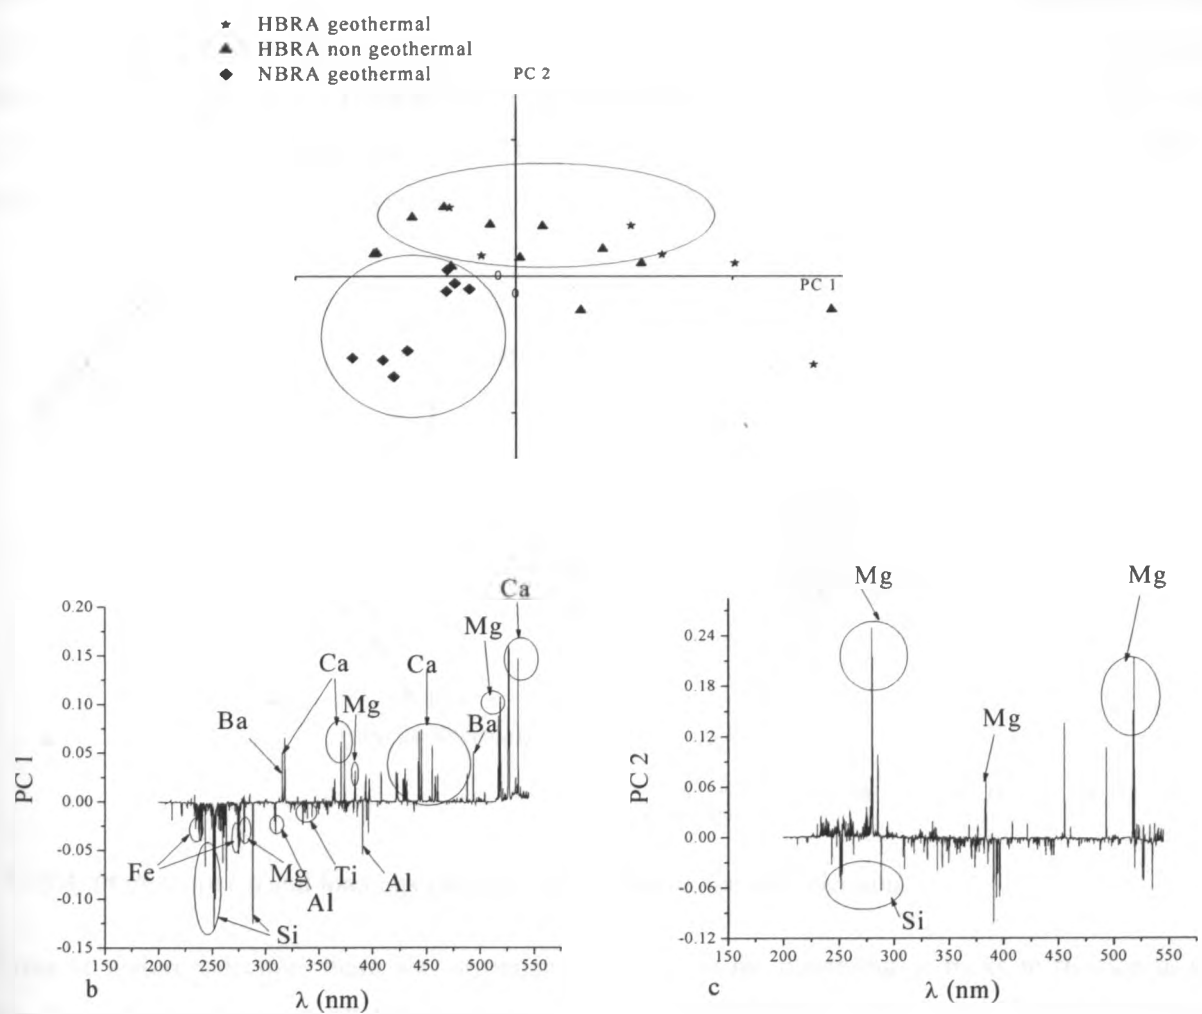 HBRA geothermal
HBRA non geothermal
NBRA geothermal
PC 2
0
0
PC 1
Ca
Mg
Ca
Ca
Mg
Ba
Ba
Fe
Mg
Ti
Al
Al
Si
0.20
0.15
0.10
0.05
0.00
-0.05
-0.10
-0.15
PC 1
150 200 250 300 350 400 450 500 550
b
λ (nm)
Mg
Mg
Mg
Si
0.24
0.18
0.12
0.06
0.00
-0.06
-0.12
PC 2
150 200 250 300 350 400 450 500 550
c
λ (nm)